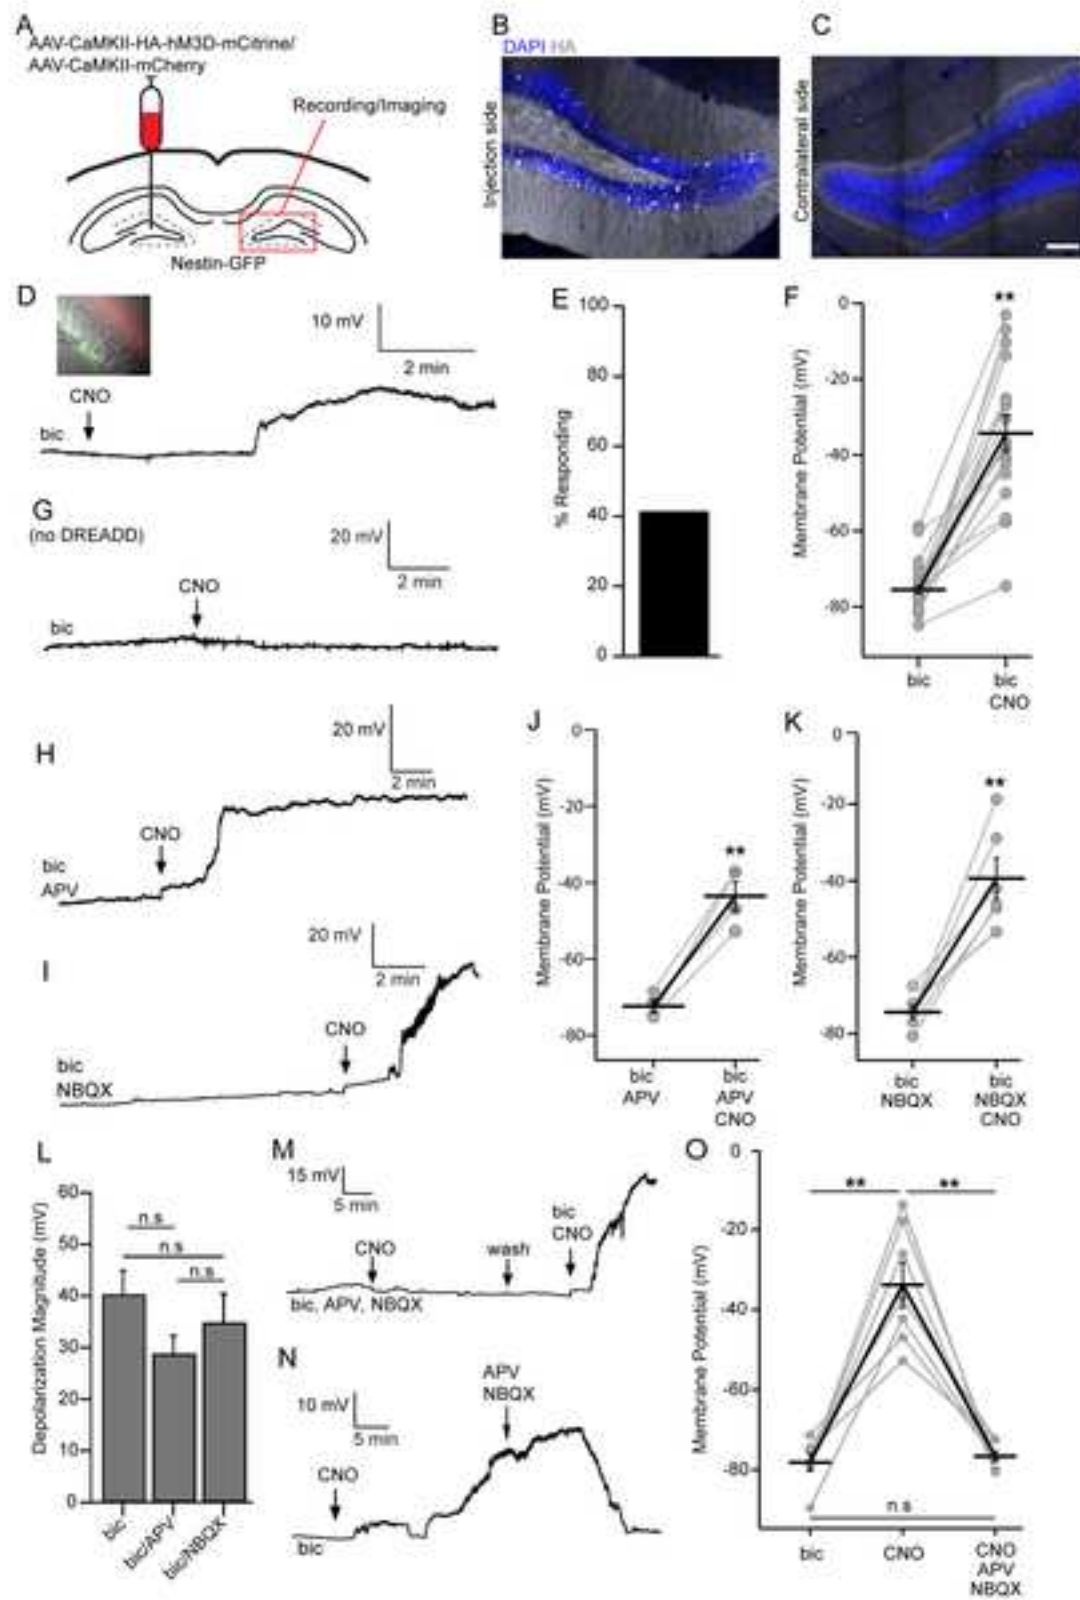 A
AAV-CaMKII-HA-hM3D-mCitrine/
AAV-CaMKII-mCherry
Recording/Imaging
Nestin-GFP
B
DAPI HA
Injection side
C
Contralateral side
D
10 mV
2 min
CNO
bic
E
100
80
60
40
20
0
% Responding
F
0
-20
-40
-60
-80
Membrane Potential (mV)
**
bic
bic
CNO
G
(no DREADD)
20 mV
2 min
CNO
bic
H
20 mV
2 min
CNO
bic
APV
I
20 mV
2 min
CNO
bic
NBQX
J
0
-20
-40
-60
-80
Membrane Potential (mV)
**
bic
APV
bic
APV
CNO
K
0
-20
-40
-60
-80
Membrane Potential (mV)
**
bic
NBQX
bic
NBQX
CNO
L
60
50
40
30
20
10
0
Depolarization Magnitude (mV)
n.s
n.s
n.s
bic
bic/APV
bic/NBQX
M
15 mV
5 min
CNO
wash
bic
CNO
bic, APV, NBQX
N
10 mV
5 min
CNO
APV
NBQX
bic
O
0
-20
-40
-60
-80
Membrane Potential (mV)
**
**
n.s
bic
CNO
CNO
APV
NBQX